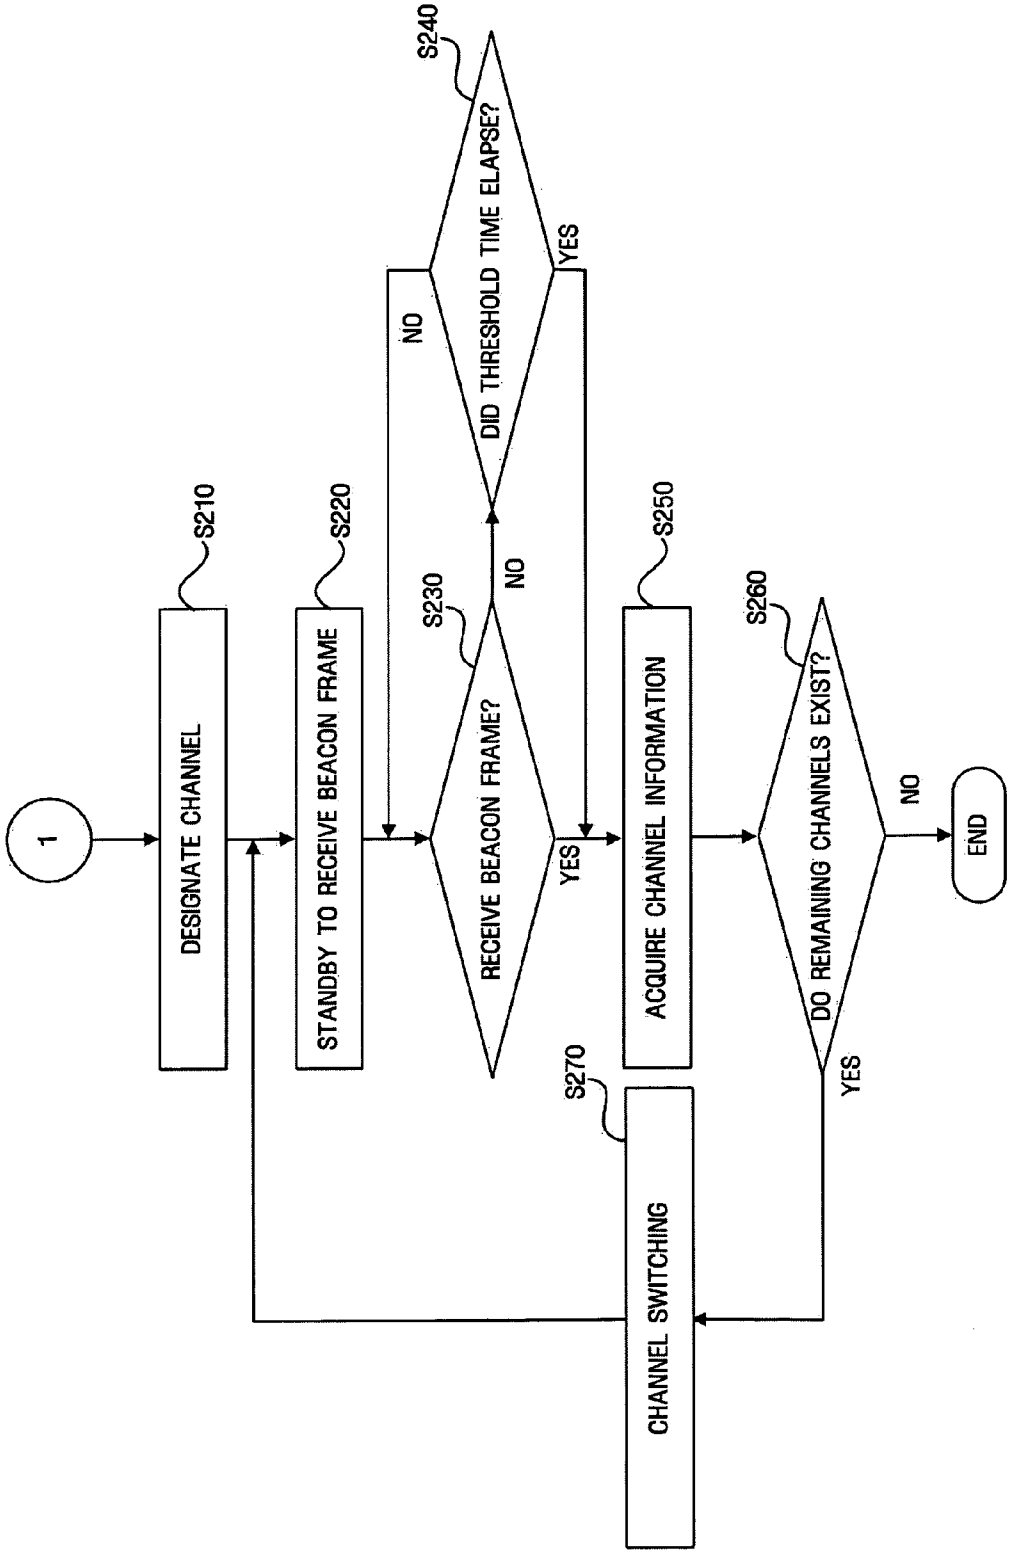 1
DESIGNATE CHANNEL
S210
STANDBY TO RECEIVE BEACON FRAME
S220
RECEIVE BEACON FRAME?
S230
NO
YES
DID THRESHOLD TIME ELAPSE?
S240
NO
YES
ACQUIRE CHANNEL INFORMATION
S250
DO REMAINING CHANNELS EXIST?
S260
YES
NO
CHANNEL SWITCHING
S270
END